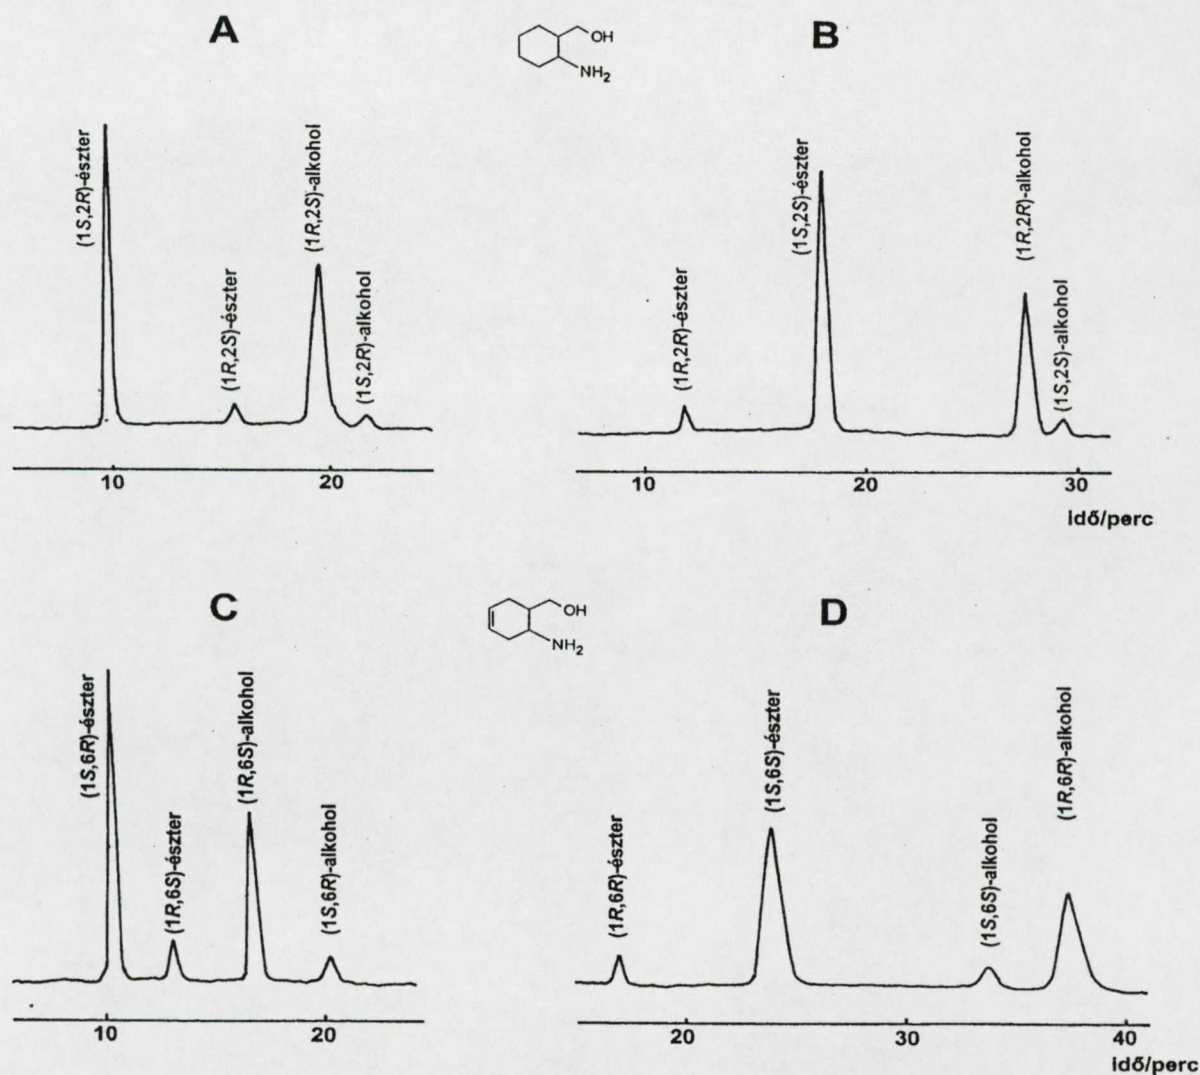 A
B
OH
NH2
(1S,2R)-észter
(1R,2S)-észter
(1R,2S)-alkohol
(1S,2R)-alkohol
10
20
(1R,2R)-észter
(1S,2S)-észter
(1R,2R)-alkohol
(1S,2S)-alkohol
10
20
30
idő/perc
C
D
OH
NH2
(1S,6R)-észter
(1R,6S)-észter
(1R,6S)-alkohol
(1S,6R)-alkohol
10
20
(1R,6R)-észter
(1S,6S)-észter
(1S,6S)-alkohol
(1R,6R)-alkohol
20
30
40
idő/perc